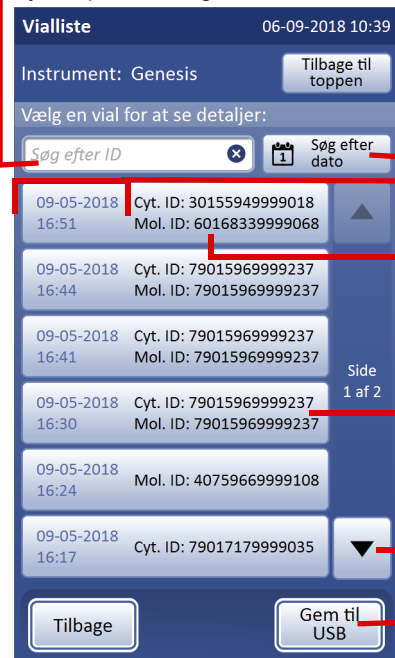 Vialliste 06-09-2018 10:39
Instrument: Genesis
Tilbage til
toppen
Vælg en vial for at se detaljer:
Søg efter ID
1
Søg efter
dato
09-05-2018
16:51
Cyt. ID: 30155949999018
Mol. ID: 60168339999068
09-05-2018
16:44
Cyt. ID: 79015969999237
Mol. ID: 79015969999237
09-05-2018
16:41
Cyt. ID: 79015969999237
Mol. ID: 79015969999237
Side
1 af 2
09-05-2018
16:30
Cyt. ID: 79015969999237
Mol. ID: 79015969999237
09-05-2018
16:24
Mol. ID: 40759669999108
09-05-2018
16:17
Cyt. ID: 79017179999035
Tilbage
Gem til
USB